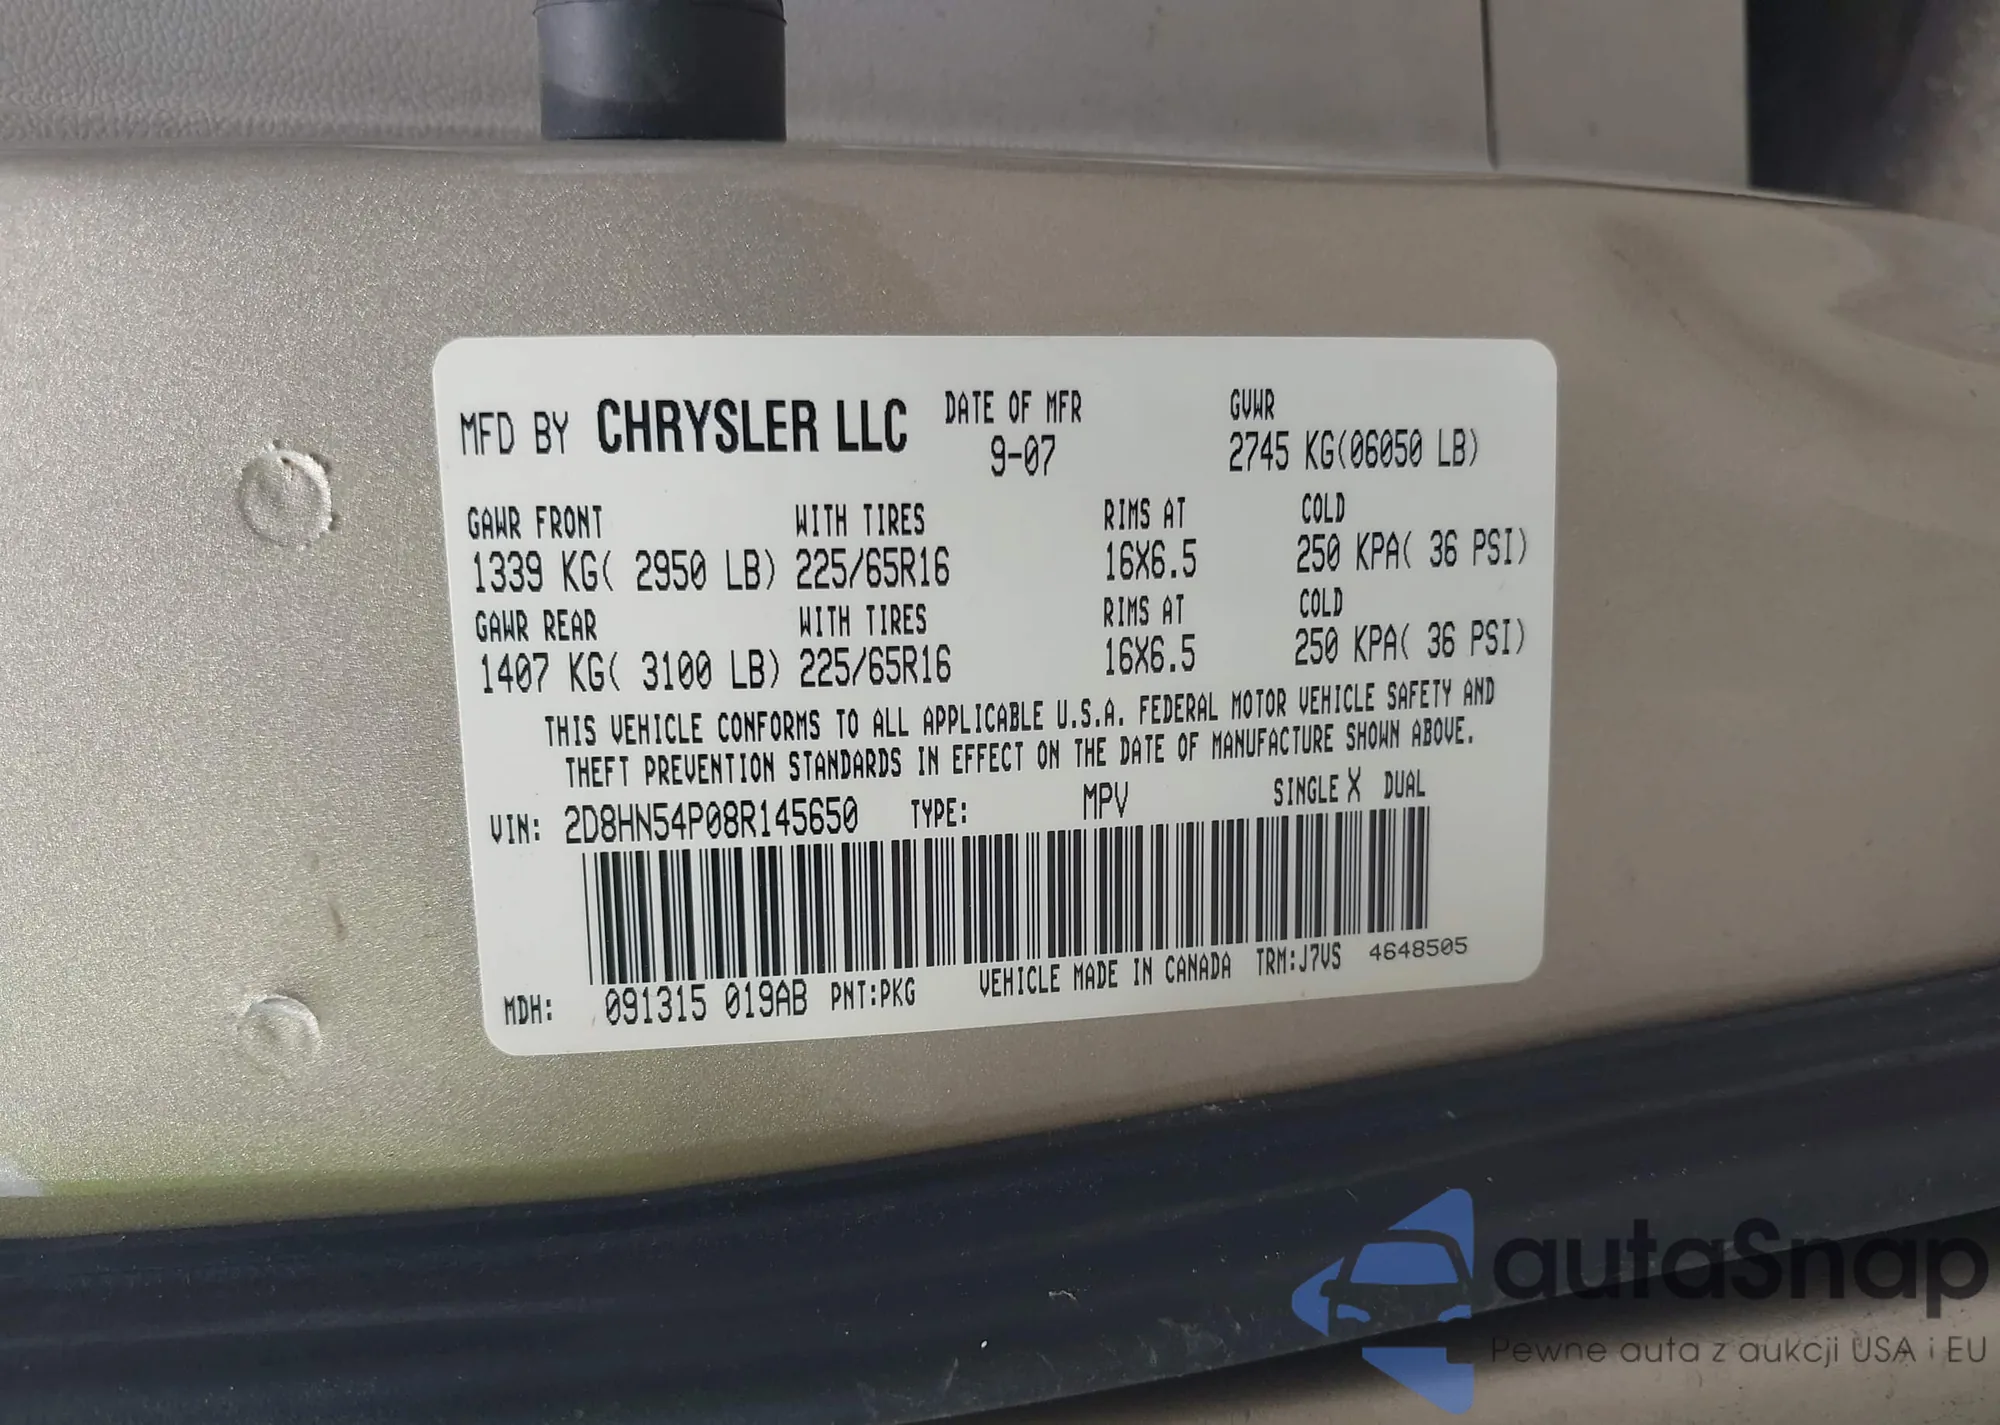 MFD BY CHRYSLER LLC DATE OF MFR GVWR
9-07 2745 KG(06050 LB)
GAWR FRONT WITH TIRES RIMS AT COLD
1339 KG( 2950 LB) 225/65R16 16X6.5 250 KPA( 36 PSI)
GAWR REAR WITH TIRES RIMS AT COLD
1407 KG( 3100 LB) 225/65R16 16X6.5 250 KPA( 36 PSI)
THIS VEHICLE CONFORMS TO ALL APPLICABLE U.S.A. FEDERAL MOTOR VEHICLE SAFETY AND
THEFT PREVENTION STANDARDS IN EFFECT ON THE DATE OF MANUFACTURE SHOWN ABOVE.
VIN: 2D8HN54P08R145650 TYPE: MPV SINGLE X DUAL
MDH: 091315 019AB PNT:PKG VEHICLE MADE IN CANADA TRM:J7VS 4648505
autaSnap
Pewne auta z aukcji USA i EU